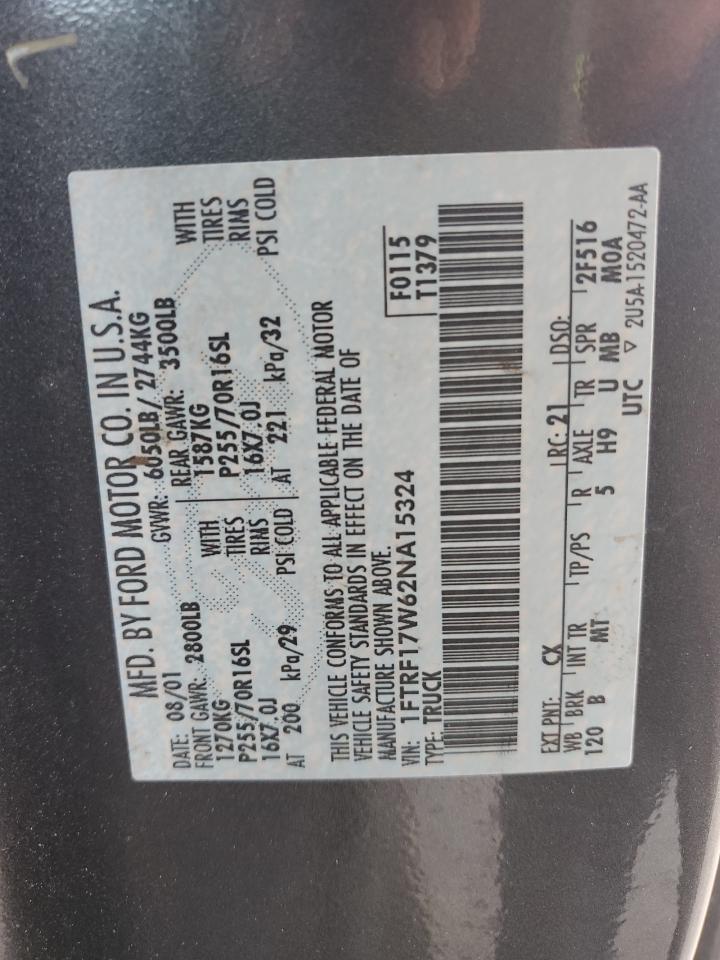 MFD. BY FORD MOTOR CO. IN U.S.A.
DATE: 08/01 GVWR: 6050LB/ 2744KG
FRONT GAWR: 2800LB REAR GAWR: 3500LB
1270KG WITH 1587KG WITH
P255/70R16SL TIRES P255/70R16SL TIRES
16X7.0J RIMS 16X7.0J RIMS
AT 200 kPa/29 PSI COLD AT 221 kPa/32 PSI COLD
THIS VEHICLE CONFORMS TO ALL APPLICABLE FEDERAL MOTOR
VEHICLE SAFETY STANDARDS IN EFFECT ON THE DATE OF
MANUFACTURE SHOWN ABOVE.
VIN: 1FTRF17W62NA15324 F0115
TYPE: TRUCK T1379
EXT PNT: CX RC: 21 DSO:
WB BRK INT TR TP/PS R AXLE TR SPR 2F516
120 B MT 5 H9 U MB M0A
UTC ▽ 2U5A-1520472-AA